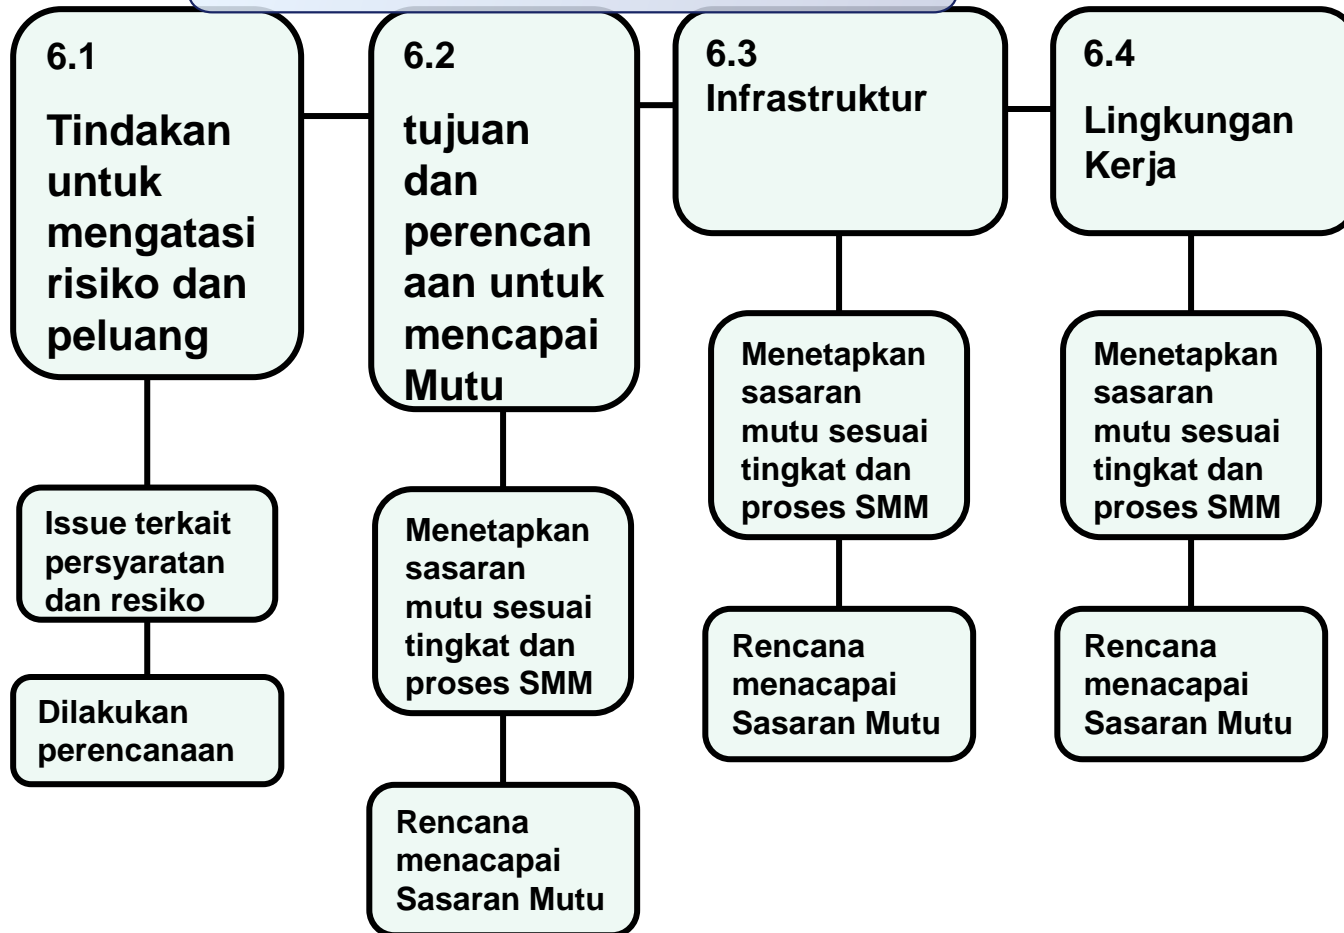 6.1
Tindakan
untuk
mengatasi
risiko dan
peluang
Issue terkait
persyaratan
dan resiko
Dilakukan
perencanaan
6.2
tujuan
dan
perencan
aan untuk
mencapai
Mutu
Menetapkan
sasaran
mutu sesuai
tingkat dan
proses SMM
Rencana
menacapai
Sasaran Mutu
6.3
Infrastruktur
Menetapkan
sasaran
mutu sesuai
tingkat dan
proses SMM
Rencana
menacapai
Sasaran Mutu
6.4
Lingkungan
Kerja
Menetapkan
sasaran
mutu sesuai
tingkat dan
proses SMM
Rencana
menacapai
Sasaran Mutu